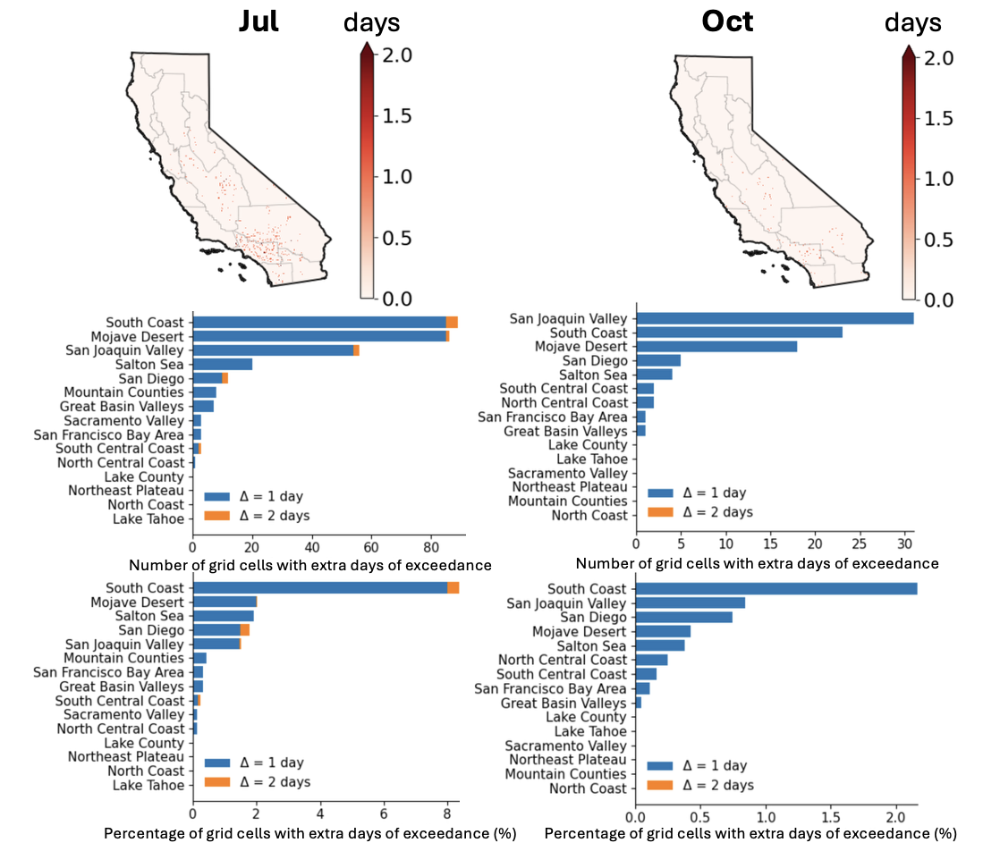 Jul days
2.0
1.5
1.0
0.5
0.0
Oct days
2.0
1.5
1.0
0.5
0.0
South Coast
Mojave Desert
San Joaquin Valley
Salton Sea
San Diego
Mountain Counties
Great Basin Valleys
Sacramento Valley
San Francisco Bay Area
South Central Coast
North Central Coast
Lake County
Northeast Plateau
North Coast
Lake Tahoe
Δ = 1 day
Δ = 2 days
0 20 40 60 80
Number of grid cells with extra days of exceedance
San Joaquin Valley
South Coast
Mojave Desert
San Diego
Salton Sea
South Central Coast
North Central Coast
San Francisco Bay Area
Great Basin Valleys
Lake County
Lake Tahoe
Sacramento Valley
Northeast Plateau
Mountain Counties
North Coast
Δ = 1 day
Δ = 2 days
0 5 10 15 20 25 30
Number of grid cells with extra days of exceedance
South Coast
Mojave Desert
Salton Sea
San Diego
San Joaquin Valley
Mountain Counties
San Francisco Bay Area
Great Basin Valleys
South Central Coast
Sacramento Valley
North Central Coast
Lake County
Northeast Plateau
North Coast
Lake Tahoe
Δ = 1 day
Δ = 2 days
0 2 4 6 8
Percentage of grid cells with extra days of exceedance (%)
South Coast
San Joaquin Valley
San Diego
Mojave Desert
Salton Sea
North Central Coast
South Central Coast
San Francisco Bay Area
Great Basin Valleys
Lake County
Lake Tahoe
Sacramento Valley
Northeast Plateau
Mountain Counties
North Coast
Δ = 1 day
Δ = 2 days
0.0 0.5 1.0 1.5 2.0
Percentage of grid cells with extra days of exceedance (%)